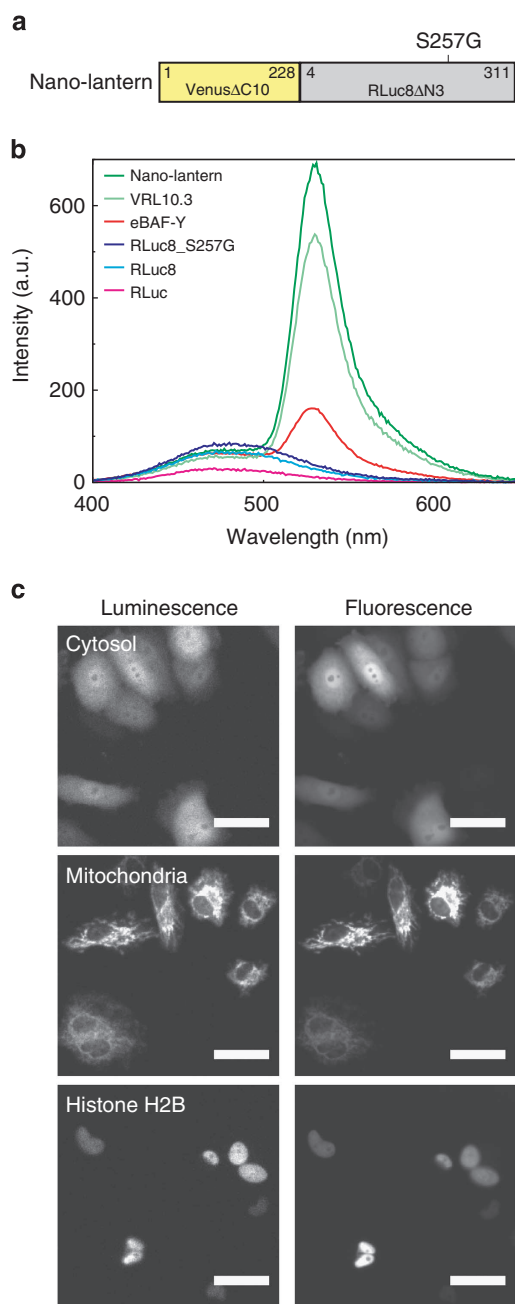 a
S257G
Nano-lantern
1 228 4 311
VenusΔC10 RLuc8ΔN3
b
Nano-lantern
VRL10.3
eBAF-Y
RLuc8_S257G
RLuc8
RLuc
Intensity (a.u.)
600
400
200
0
400 500 600
Wavelength (nm)
c
Luminescence Fluorescence
Cytosol
Mitochondria
Histone H2B